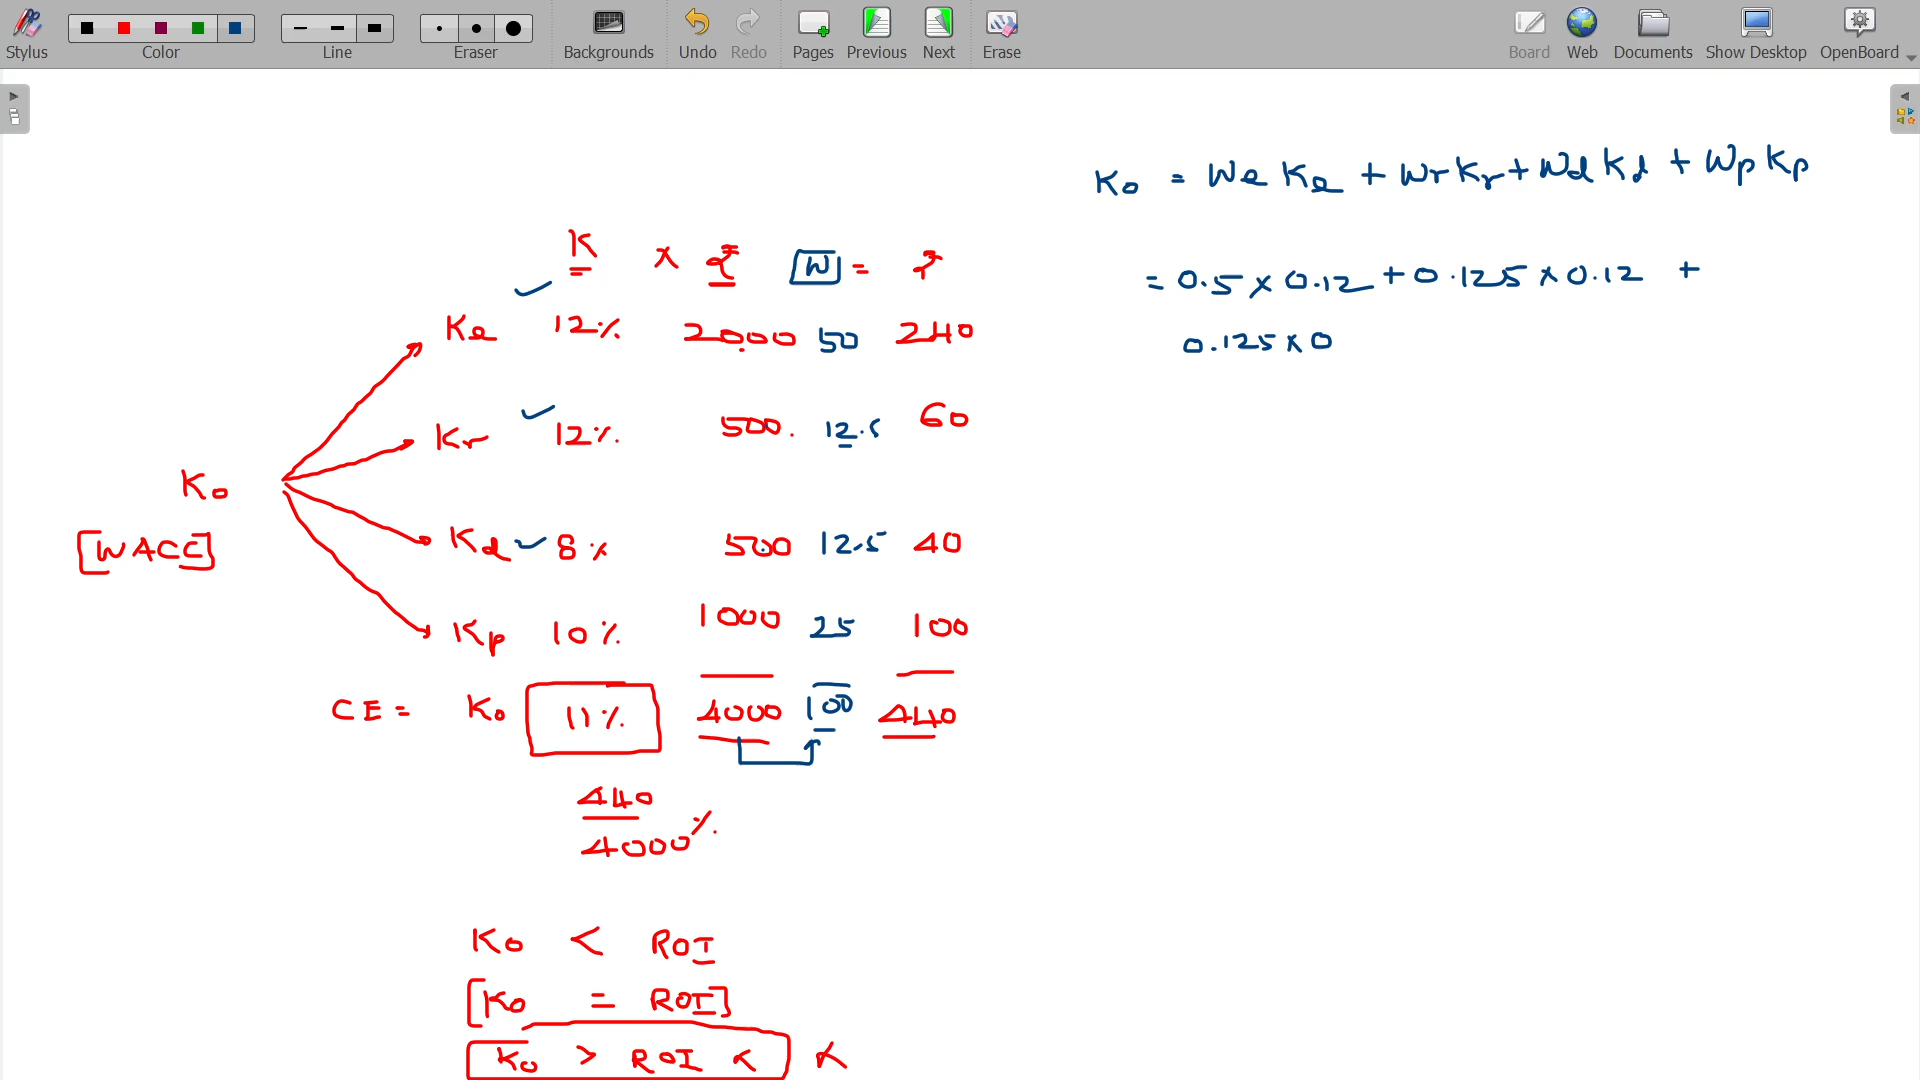 Stylus
Color
Line
Eraser
Backgrounds
Undo
Redo
Pages
Previous
Next
Erase
Board
Web
Documents
Show Desktop
OpenBoard
Ko = We Ke + Wr Kr + Wd Kd + Wp Kp
= 0.5 x 0.12 + 0.125 x 0.12 +
0.125 x 0
K x ₹ W = ₹
Ke 12% 2000 50 240
Kr 12% 500. 12.5 60
Ko
[WACC]
Kd 8% 500 12.5 40
Kp 10% 1000 25 100
CE = Ko 11% 4000 100 440
440
4000 %
Ko < ROI
[Ko = ROI]
Ko > ROI < <